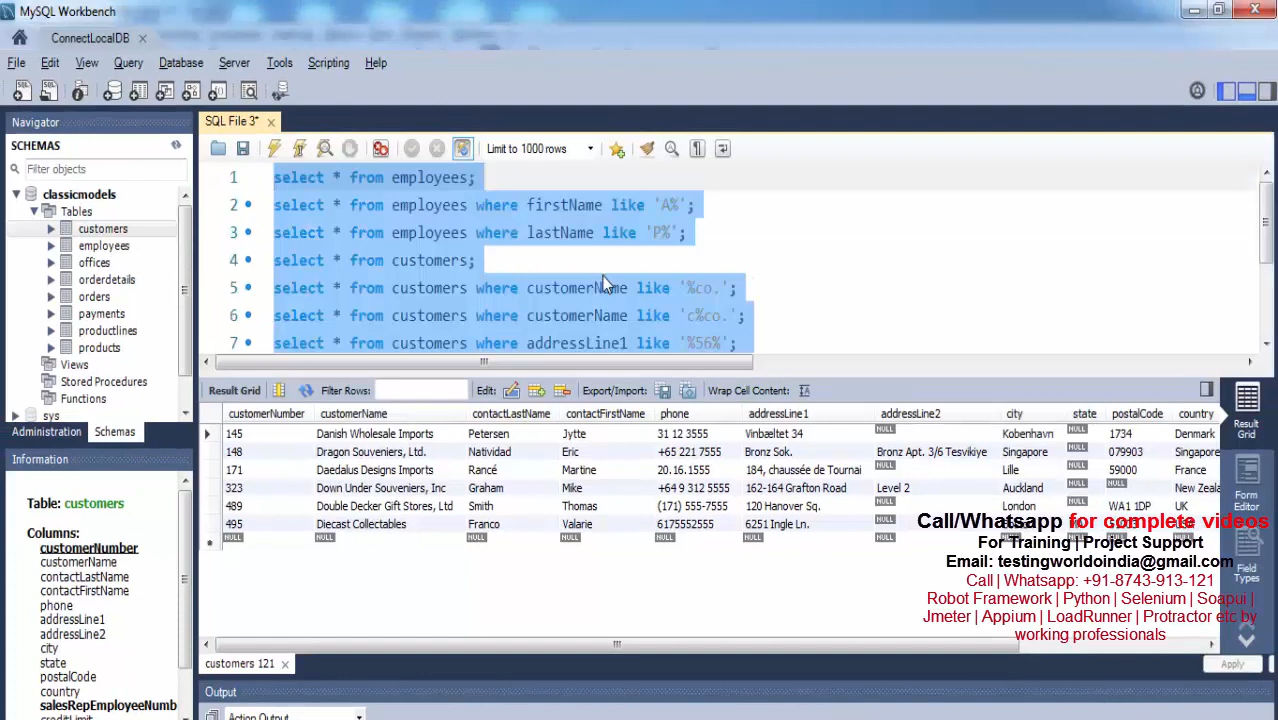 MySQL Workbench
ConnectLocalDB
File Edit View Query Database Server Tools Scripting Help
Navigator
SQL File 3*
SCHEMAS
Limit to 1000 rows
Filter objects
classicmodels
Tables
customers
employees
offices
orderdetails
orders
payments
productlines
products
Views
Stored Procedures
Functions
sys
Administration Schemas
1 select * from employees;
2 select * from employees where firstName like 'A%';
3 select * from employees where lastName like 'P%';
4 select * from customers;
5 select * from customers where customerName like '%co.';
6 select * from customers where customerName like 'c%co.';
7 select * from customers where addressLine1 like '%56%';
Result Grid Filter Rows: Edit: Export/Import: Wrap Cell Content:
customerNumber customerName contactLastName contactFirstName phone addressLine1 addressLine2 city state postalCode country
145 Danish Wholesale Imports Petersen Jytte 31 12 3555 Vinbæltet 34 NULL Kobenhavn NULL 1734 Denmark
148 Dragon Souveniers, Ltd. Natividad Eric +65 221 7555 Bronz Sok. Bronz Apt. 3/6 Tesvikiye Singapore NULL 079903 Singapore
171 Daedalus Designs Imports Rancé Martine 20.16.1555 184, chaussée de Tournai NULL Lille NULL 59000 France
323 Down Under Souveniers, Inc Graham Mike +64 9 312 5555 162-164 Grafton Road Level 2 Auckland NULL NULL New Zeala
489 Double Decker Gift Stores, Ltd Smith Thomas (171) 555-7555 120 Hanover Sq. NULL London NULL WA1 1DP UK
495 Diecast Collectables Franco Valarie 6175552555 6251 Ingle Ln. NULL
NULL NULL NULL NULL NULL NULL NULL
Result Grid
Form Editor
Field Types
Information
Table: customers
Columns:
customerNumber
customerName
contactLastName
contactFirstName
phone
addressLine1
addressLine2
city
state
postalCode
country
salesRepEmployeeNumb
creditLimit
Call/Whatsapp for complete videos
For Training | Project Support
Email: testingworldoindia@gmail.com
Call | Whatsapp: +91-8743-913-121
Robot Framework | Python | Selenium | Soapui |
Jmeter | Appium | LoadRunner | Protractor etc by
working professionals
customers 121
Apply
Output
Action Output